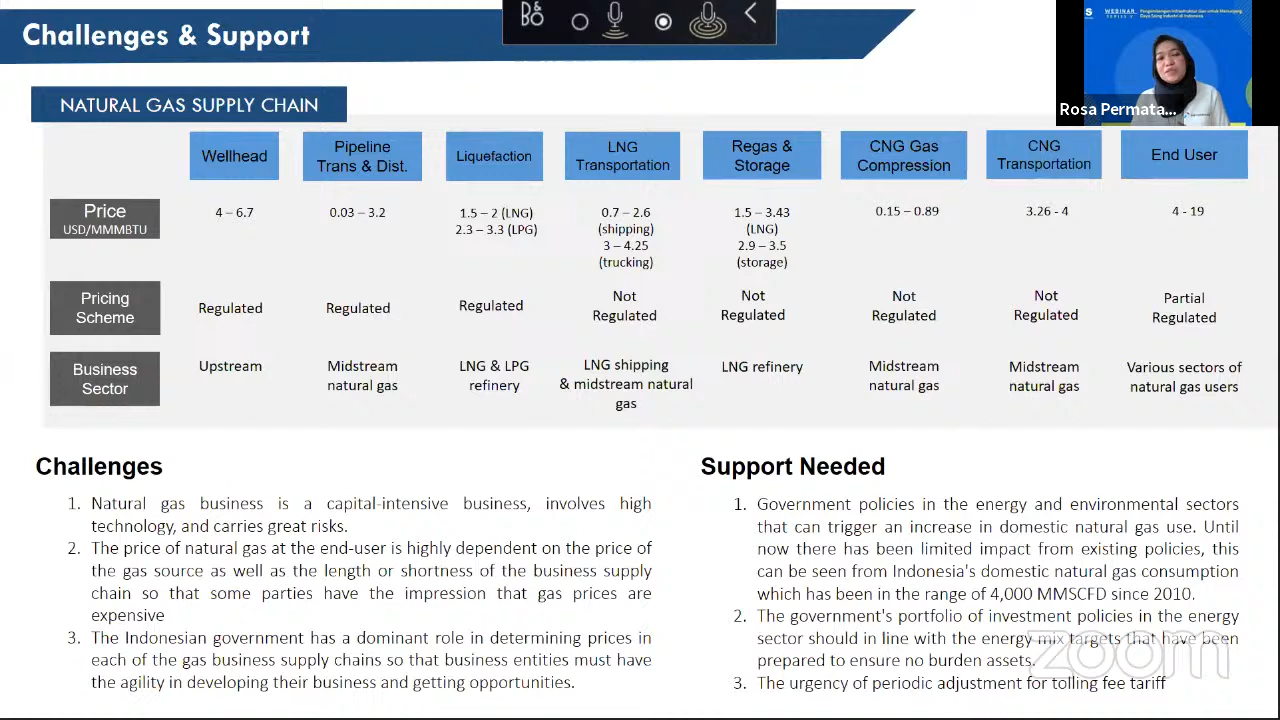 Challenges & Support
B&O
S WEBINAR Pengembangan Infrastruktur Gas untuk Menunjang
Daya Saing Industri di Indonesia
Rosa Permata...
NATURAL GAS SUPPLY CHAIN
Wellhead
Pipeline
Trans & Dist.
Liquefaction
LNG
Transportation
Regas &
Storage
CNG Gas
Compression
CNG
Transportation
End User
Price
USD/MMMBTU
4 – 6.7
0.03 – 3.2
1.5 – 2 (LNG)
2.3 – 3.3 (LPG)
0.7 – 2.6
(shipping)
3 – 4.25
(trucking)
1.5 – 3.43
(LNG)
2.9 – 3.5
(storage)
0.15 – 0.89
3.26 - 4
4 - 19
Pricing
Scheme
Regulated
Regulated
Regulated
Not
Regulated
Not
Regulated
Not
Regulated
Not
Regulated
Partial
Regulated
Business
Sector
Upstream
Midstream
natural gas
LNG & LPG
refinery
LNG shipping
& midstream natural
gas
LNG refinery
Midstream
natural gas
Midstream
natural gas
Various sectors of
natural gas users
Challenges
1. Natural gas business is a capital-intensive business, involves high
technology, and carries great risks.
2. The price of natural gas at the end-user is highly dependent on the price of
the gas source as well as the length or shortness of the business supply
chain so that some parties have the impression that gas prices are
expensive
3. The Indonesian government has a dominant role in determining prices in
each of the gas business supply chains so that business entities must have
the agility in developing their business and getting opportunities.
Support Needed
1. Government policies in the energy and environmental sectors
that can trigger an increase in domestic natural gas use. Until
now there has been limited impact from existing policies, this
can be seen from Indonesia's domestic natural gas consumption
which has been in the range of 4,000 MMSCFD since 2010.
2. The government's portfolio of investment policies in the energy
sector should in line with the energy mix targets that have been
prepared to ensure no burden assets.
3. The urgency of periodic adjustment for tolling fee tariff
zoom